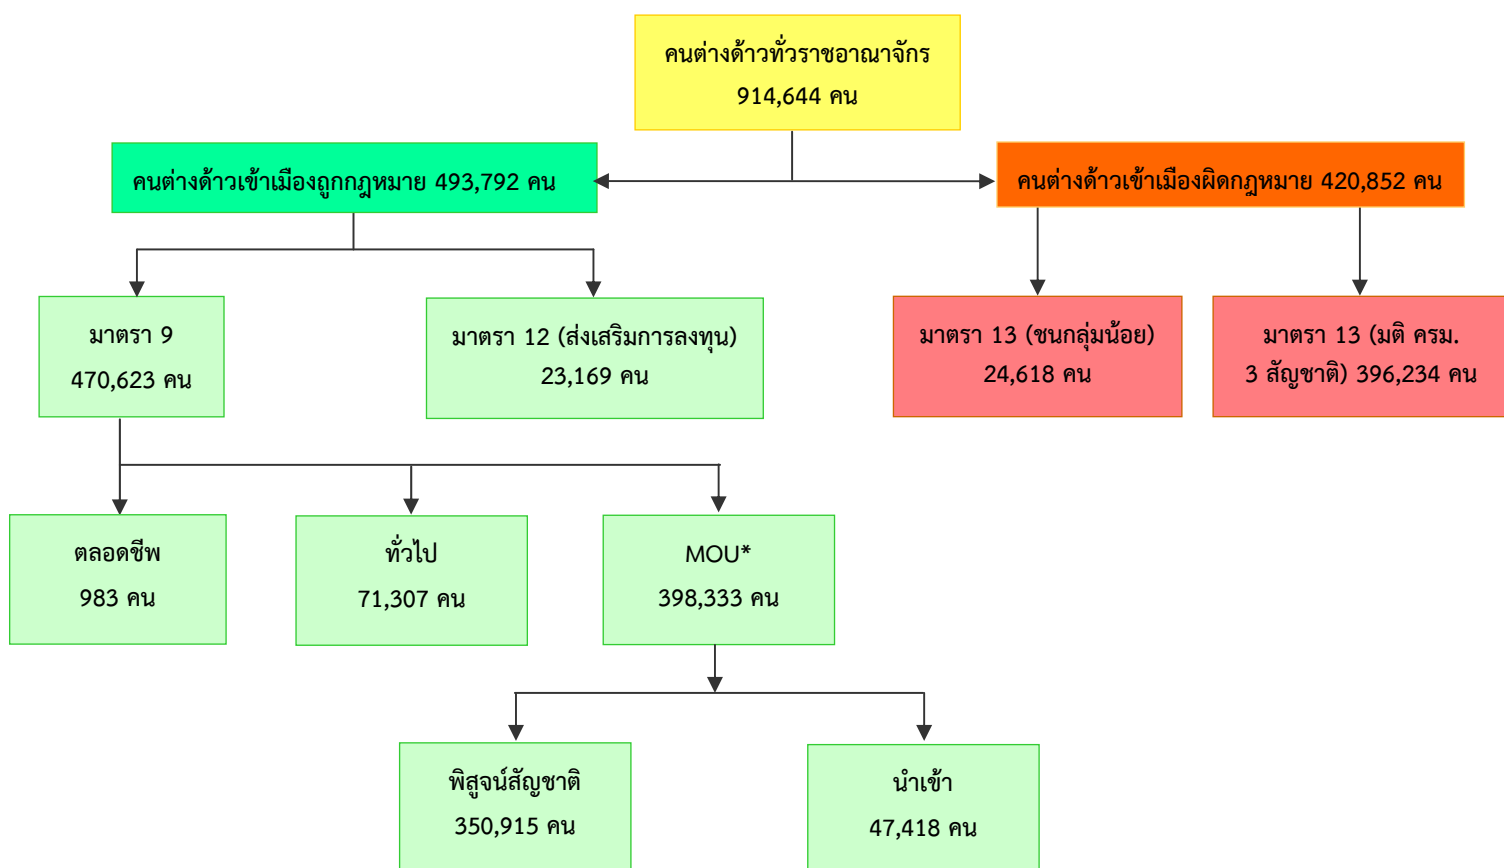 คนต่างด้าวทั่วราชอาณาจักร
914,644 คน
คนต่างด้าวเข้าเมืองถูกกฎหมาย 493,792 คน
คนต่างด้าวเข้าเมืองผิดกฎหมาย 420,852 คน
มาตรา 9
470,623 คน
มาตรา 12 (ส่งเสริมการลงทุน)
23,169 คน
มาตรา 13 (ชนกลุ่มน้อย)
24,618 คน
มาตรา 13 (มติ ครม.
3 สัญชาติ) 396,234 คน
ตลอดชีพ
983 คน
ทั่วไป
71,307 คน
MOU*
398,333 คน
พิสูจน์สัญชาติ
350,915 คน
นำเข้า
47,418 คน